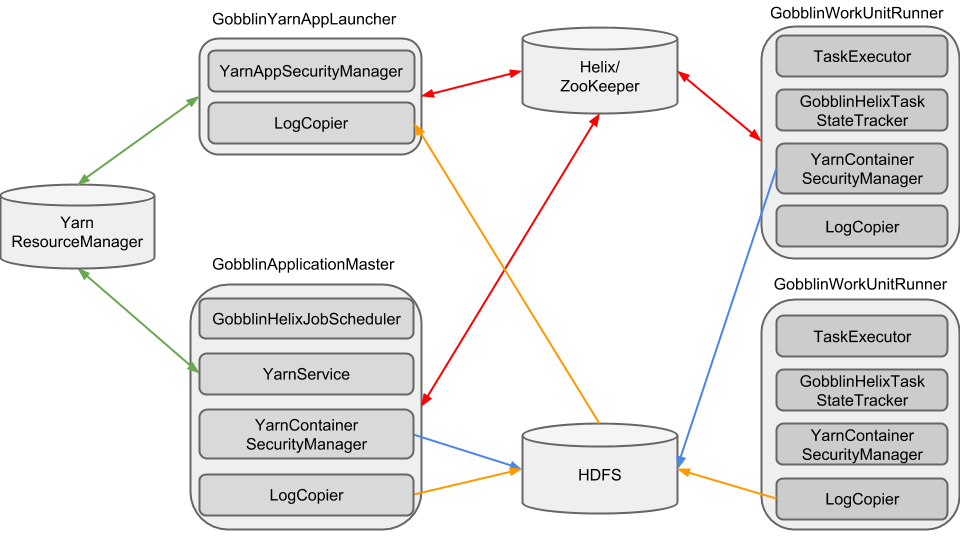 GobblinYarnAppLauncher
YarnAppSecurityManager
LogCopier
Helix/
ZooKeeper
GobblinWorkUnitRunner
TaskExecutor
GobblinHelixTask
StateTracker
YarnContainer
SecurityManager
LogCopier
Yarn
ResourceManager
GobblinApplicationMaster
GobblinHelixJobScheduler
YarnService
YarnContainer
SecurityManager
LogCopier
HDFS
GobblinWorkUnitRunner
TaskExecutor
GobblinHelixTask
StateTracker
YarnContainer
SecurityManager
LogCopier